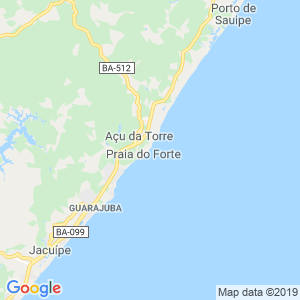 Porto de
Sauípe
BA-512
Açu da Torre
Praia do Forte
GUARAJUBA
BA-099
Jacuípe
Google
Map data ©2019